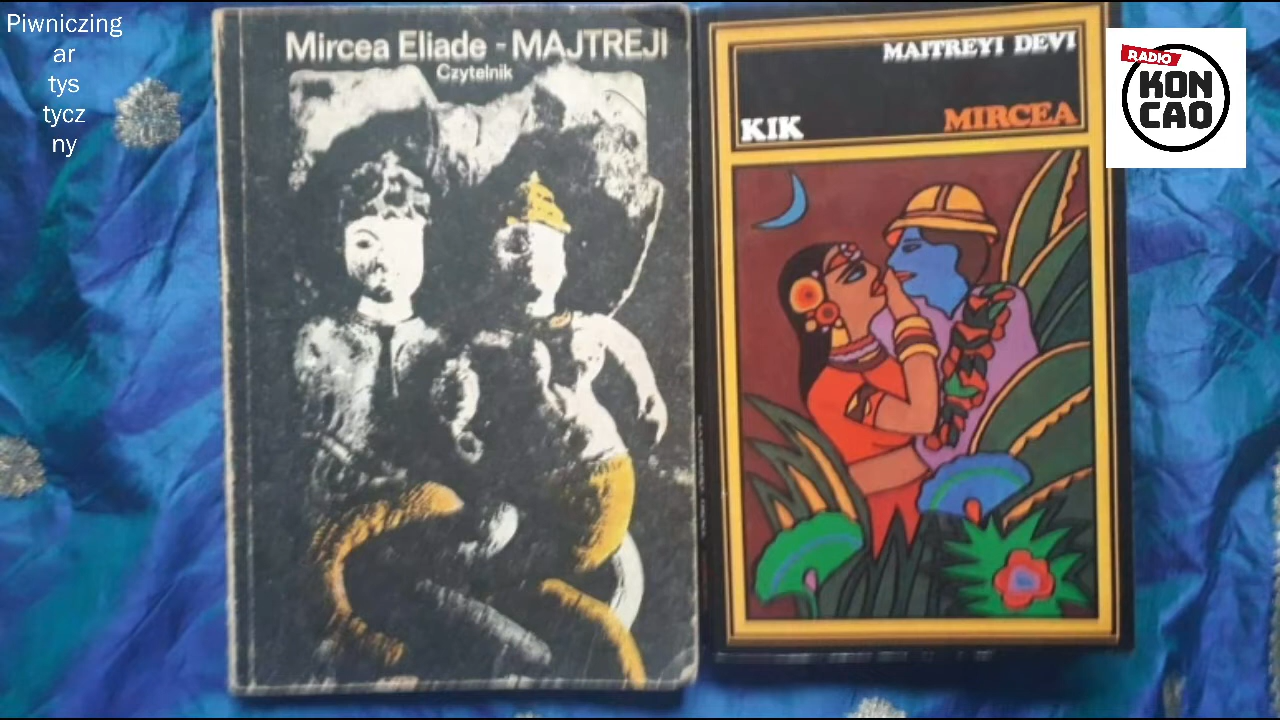 Piwniczing
ar
tys
tycz
ny
Mircea Eliade - MAJTREJI
Czytelnik
MAITREYI DEVI
KIK
MIRCEA
RADIO
KON
CAO